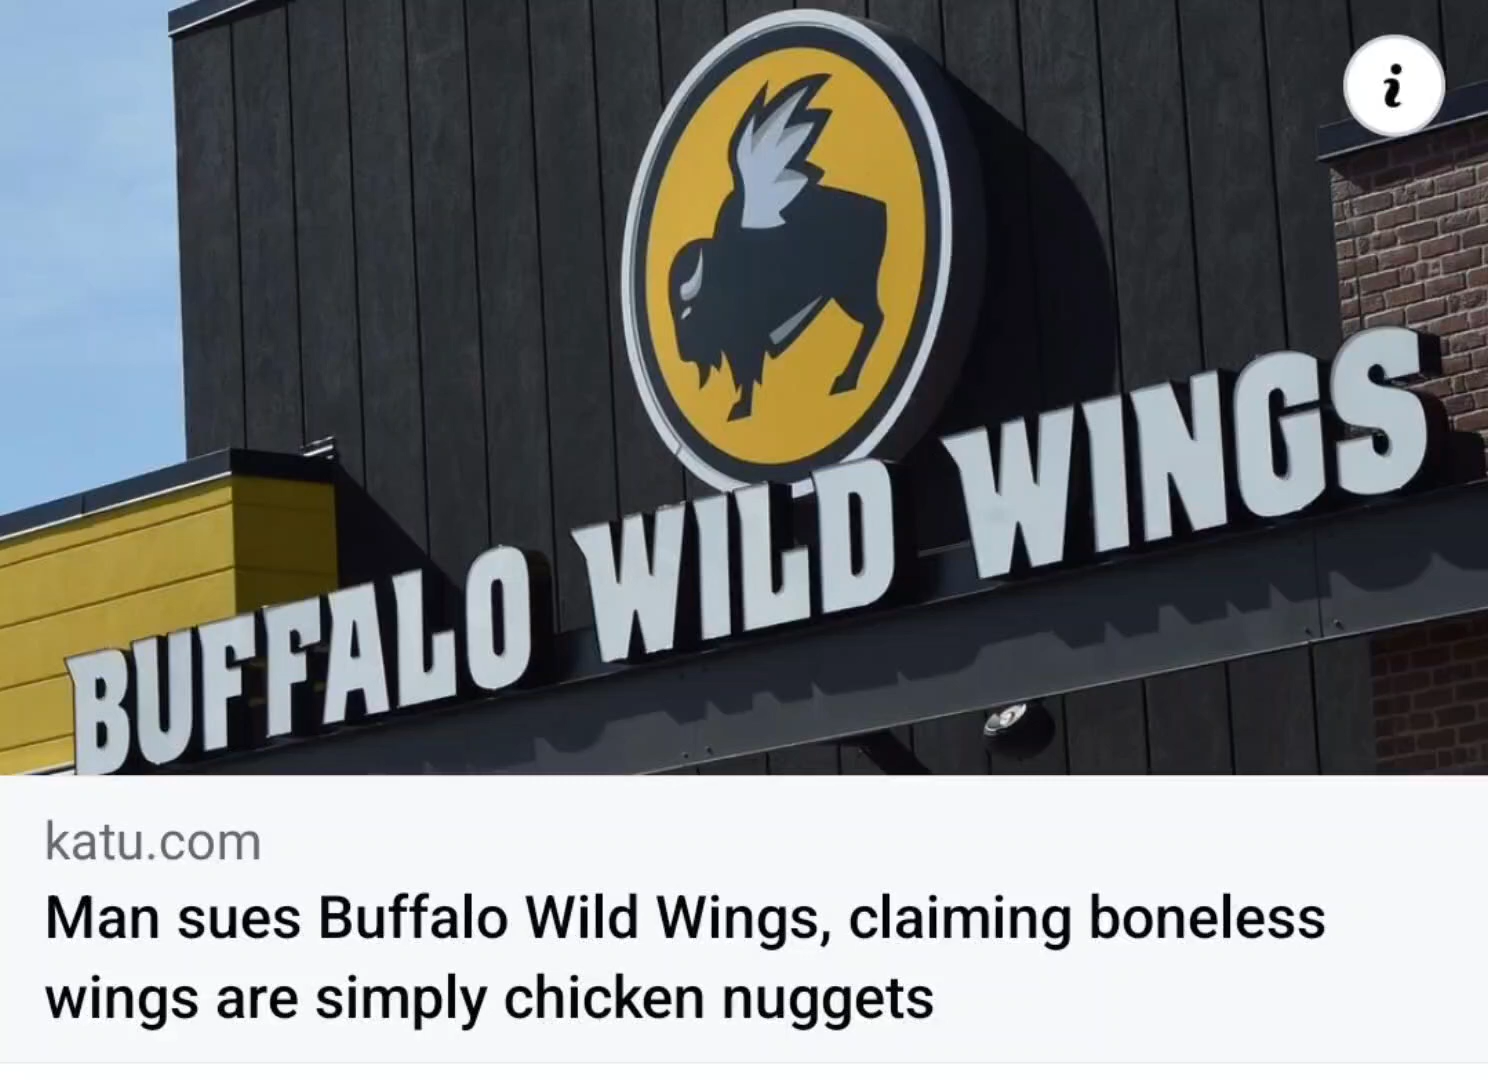 i
BUFFALO WILD WINGS
katu.com
Man sues Buffalo Wild Wings, claiming boneless
wings are simply chicken nuggets